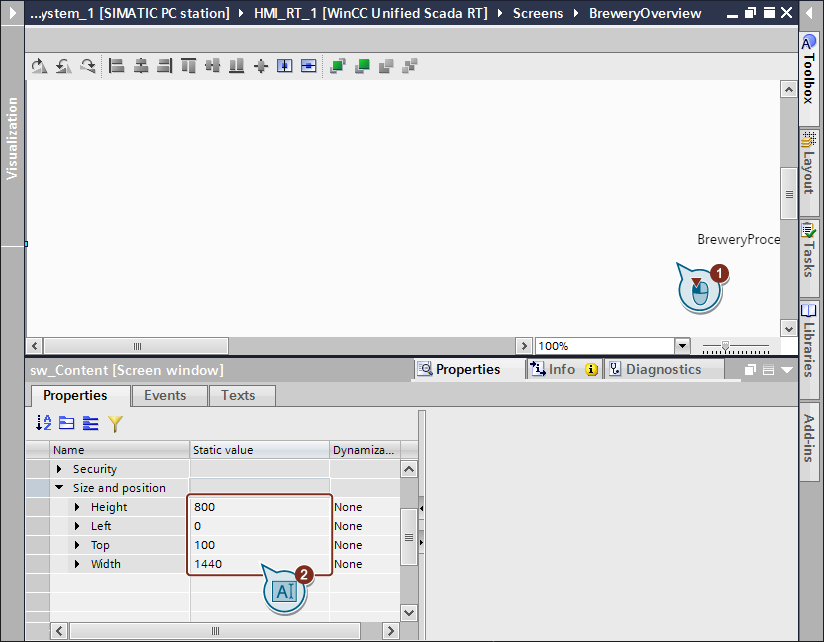 ...ystem_1 [SIMATIC PC station] HMI_RT_1 [WinCC Unified Scada RT] Screens BreweryOverview
Visualization
Toolbox
Layout
Tasks
Libraries
Add-ins
BreweryProce
1
100%
sw_Content [Screen window]
Properties Info Diagnostics
Properties Events Texts
Name Static value Dynamiza...
Security
Size and position
Height 800 None
Left 0 None
Top 100 None
Width 1440 None
2
AI